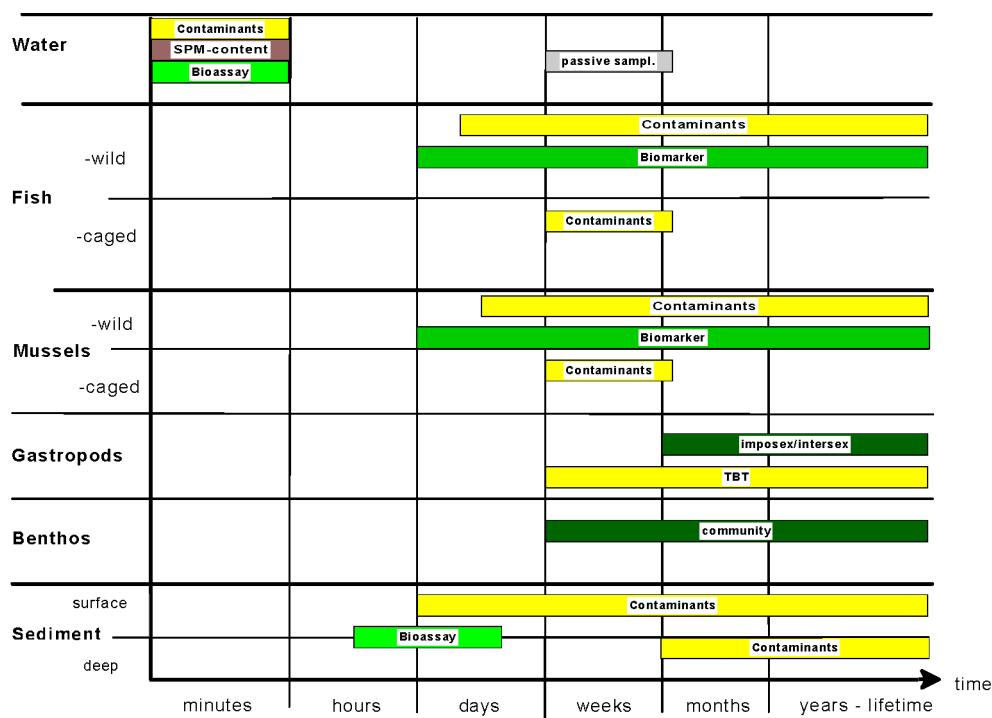 Contaminants
Water
SPM-content
passive sampl.
Bioassay
Contaminants
-wild
Biomarker
Fish
Contaminants
-caged
Contaminants
-wild
Biomarker
Mussels
Contaminants
-caged
imposex/intersex
Gastropods
TBT
community
Benthos
surface
Contaminants
Sediment
Bioassay
Contaminants
deep
time
minutes
hours
days
weeks
months
years - lifetime